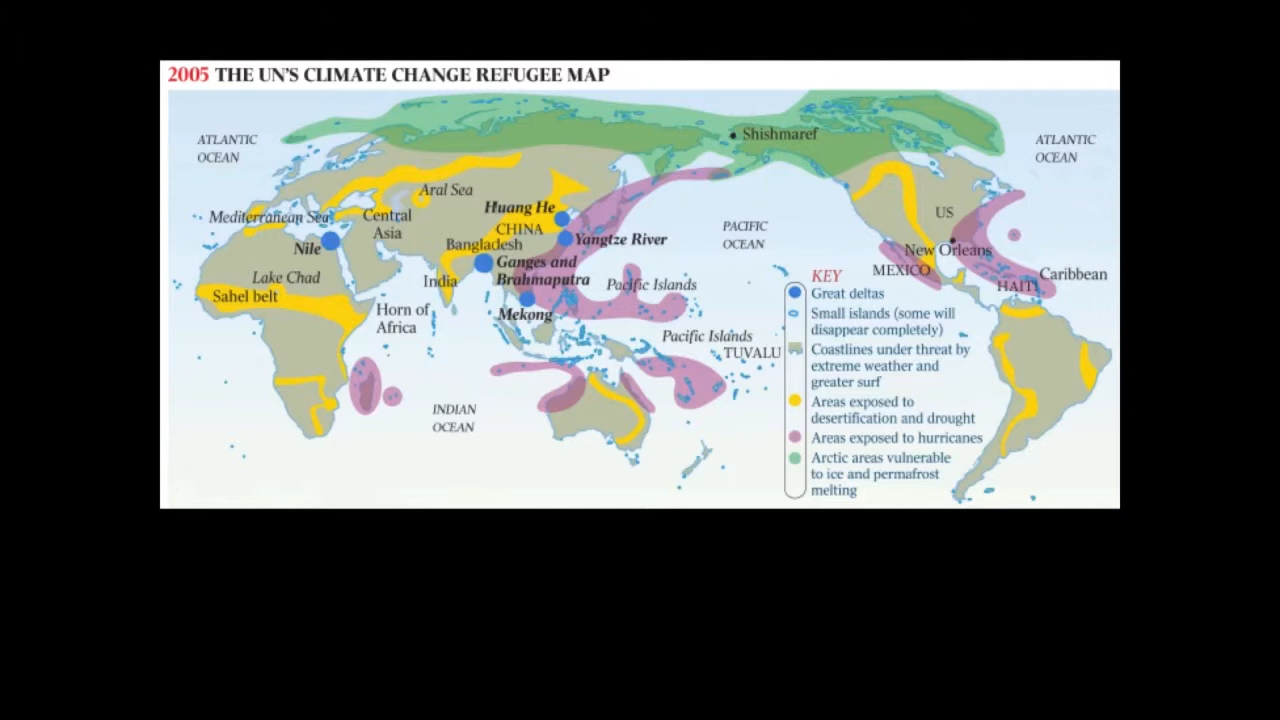 2005 THE UN'S CLIMATE CHANGE REFUGEE MAP
ATLANTIC
OCEAN
Shishmaref
ATLANTIC
OCEAN
Aral Sea
Mediterranean Sea
Central
Asia
Huang He
CHINA
US
Nile
Bangladesh
Yangtze River
PACIFIC
OCEAN
New Orleans
Lake Chad
India
Ganges and
Brahmaputra
Pacific Islands
MEXICO
Caribbean
HAITI
Sahel belt
Horn of
Africa
Mekong
Pacific Islands
TUVALU
INDIAN
OCEAN
KEY
Great deltas
Small islands (some will
disappear completely)
Coastlines under threat by
extreme weather and
greater surf
Areas exposed to
desertification and drought
Areas exposed to hurricanes
Arctic areas vulnerable
to ice and permafrost
melting